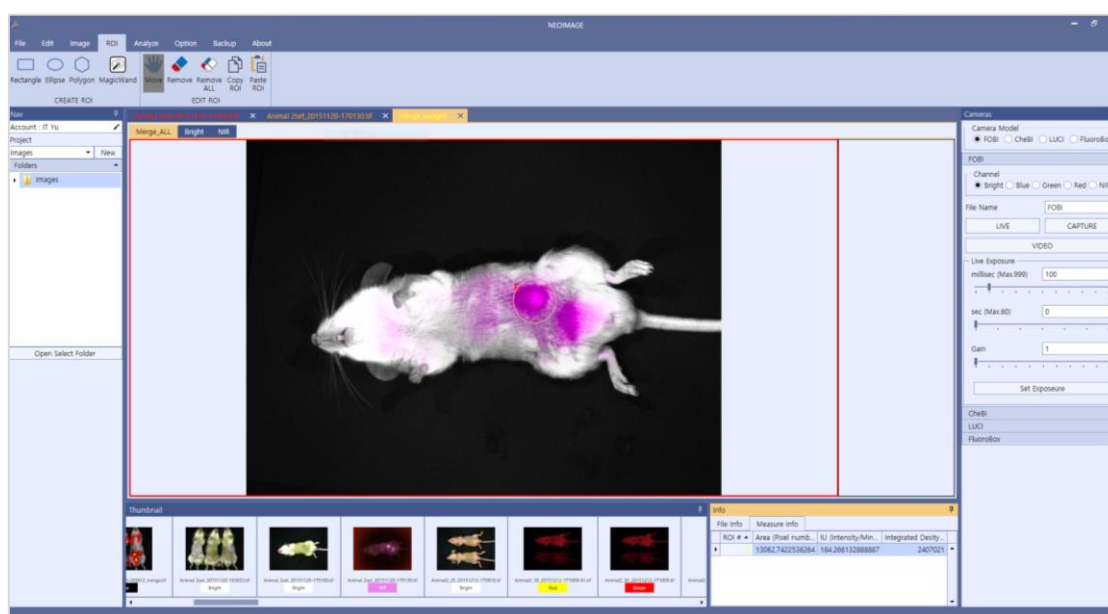 NEOIMAGE
File Edit Image ROI Analyze Option Backup About
Rectangle Ellipse Polygon MagicWand Move Remove Remove ALL Copy ROI Paste ROI
CREATE ROI EDIT ROI
Nav
Account : IT Yu
Project
Images New
Folders
Images
Open Select Folder
Animal 2set_20151120-170130.tif
Merge_ALL Bright NIR
Cameras
Camera Model
FOBI CheBI LUCI FluoroBox
FOBI
Channel
Bright Blue Green Red NIR
File Name FOBI
LIVE CAPTURE
VIDEO
Live Exposure
millisec (Max.999) 100
sec (Max.60) 0
Gain 1
Set Exposeure
CheBI
LUCI
FluoroBox
Thumbnail
Bright Bright Bright Red Green
Info
File Info Measure Info
ROI # Area (Pixel numb... IU (Intensity/Min... Integrated Desity...
13062.7422536264 184.266132888887 2407021